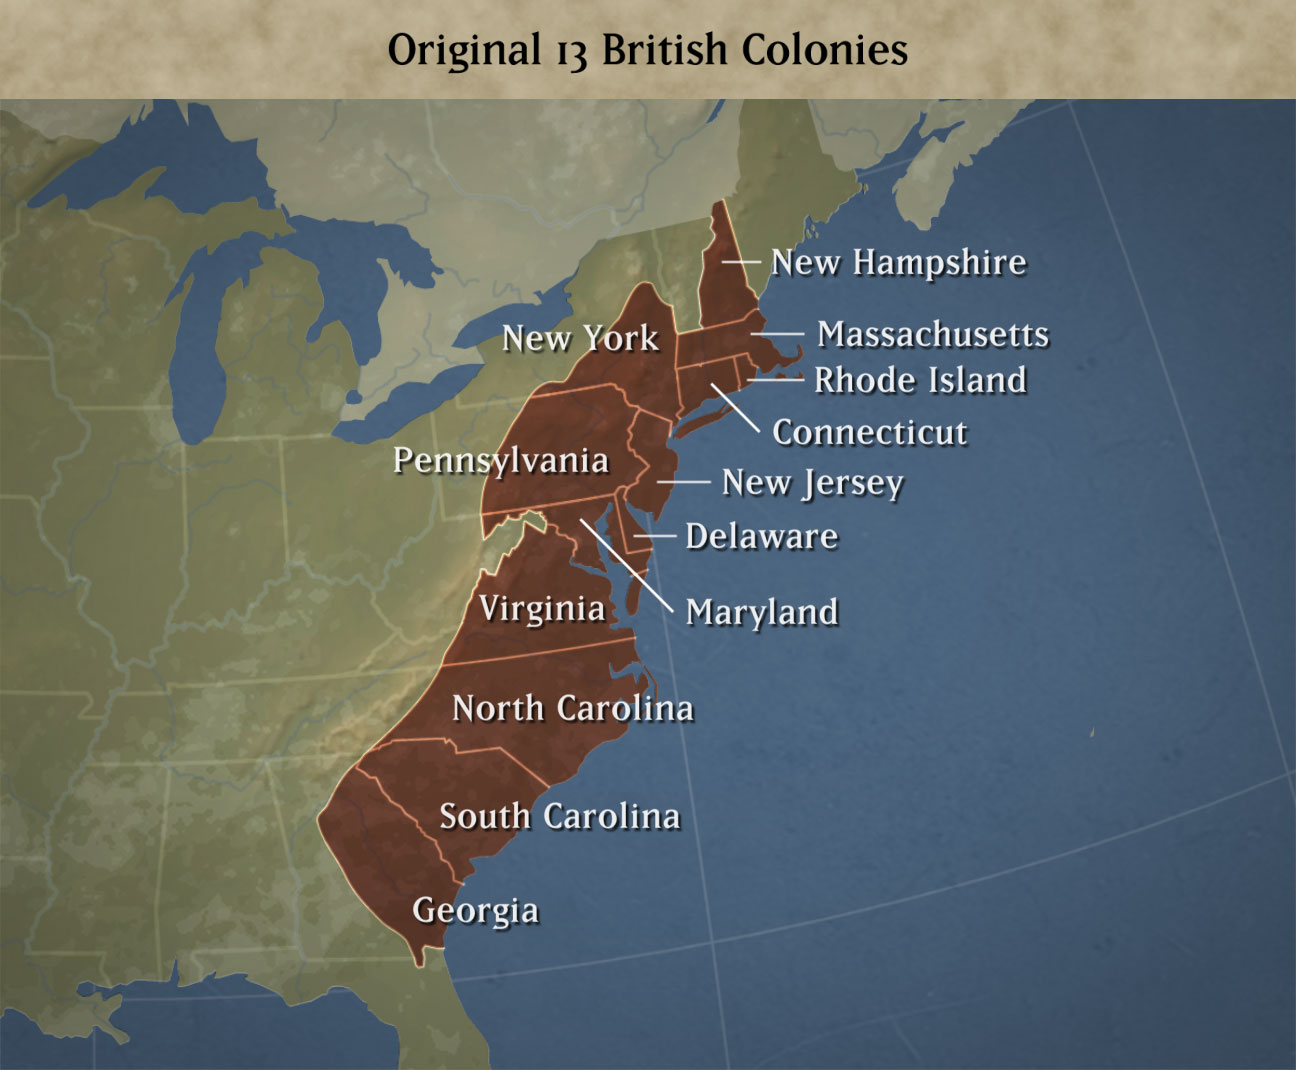 Original 13 British Colonies
New Hampshire
New York
Massachusetts
Rhode Island
Connecticut
Pennsylvania
New Jersey
Delaware
Virginia
Maryland
North Carolina
South Carolina
Georgia